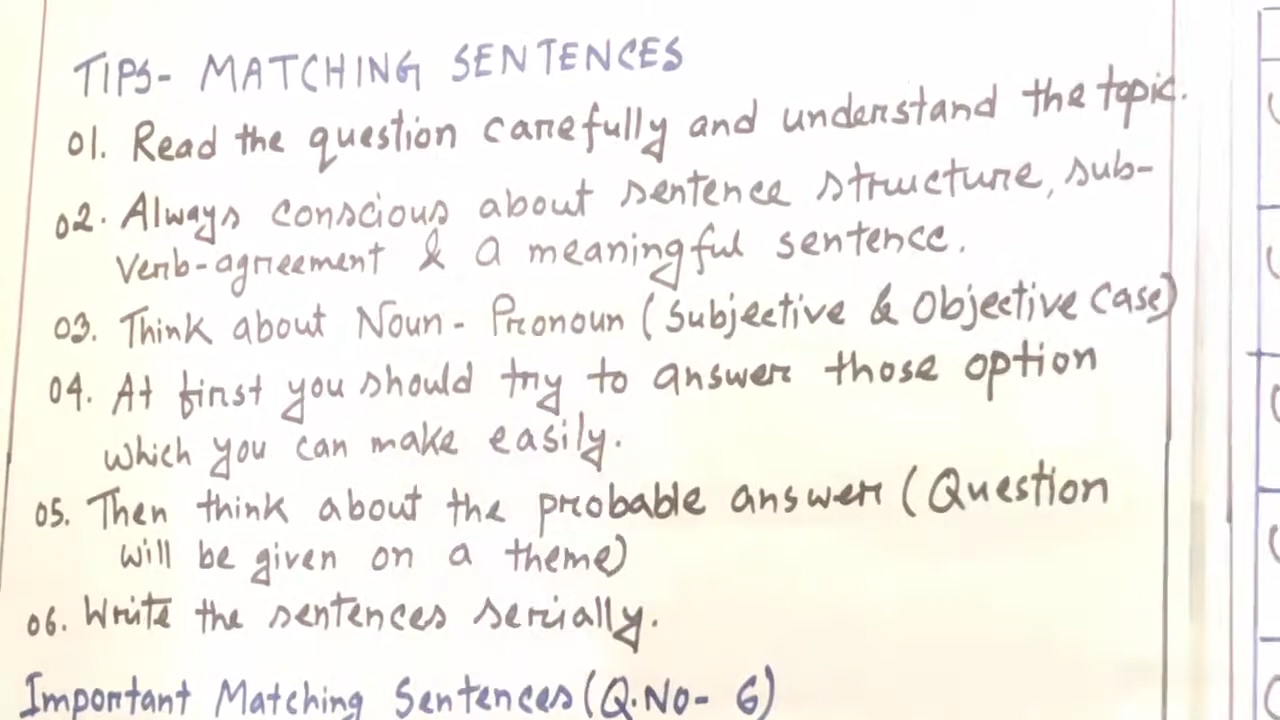 TIPS- MATCHING SENTENCES
01. Read the question carefully and understand the topic.
02. Always conscious about sentence structure, sub-
verb-agreement & a meaningful sentence.
03. Think about Noun - Pronoun (Subjective & Objective Case)
04. At first you should try to answer those option
which you can make easily.
05. Then think about the probable answer (Question
will be given on a theme)
06. Write the sentences serially.
Important Matching Sentences (Q.No- 6)